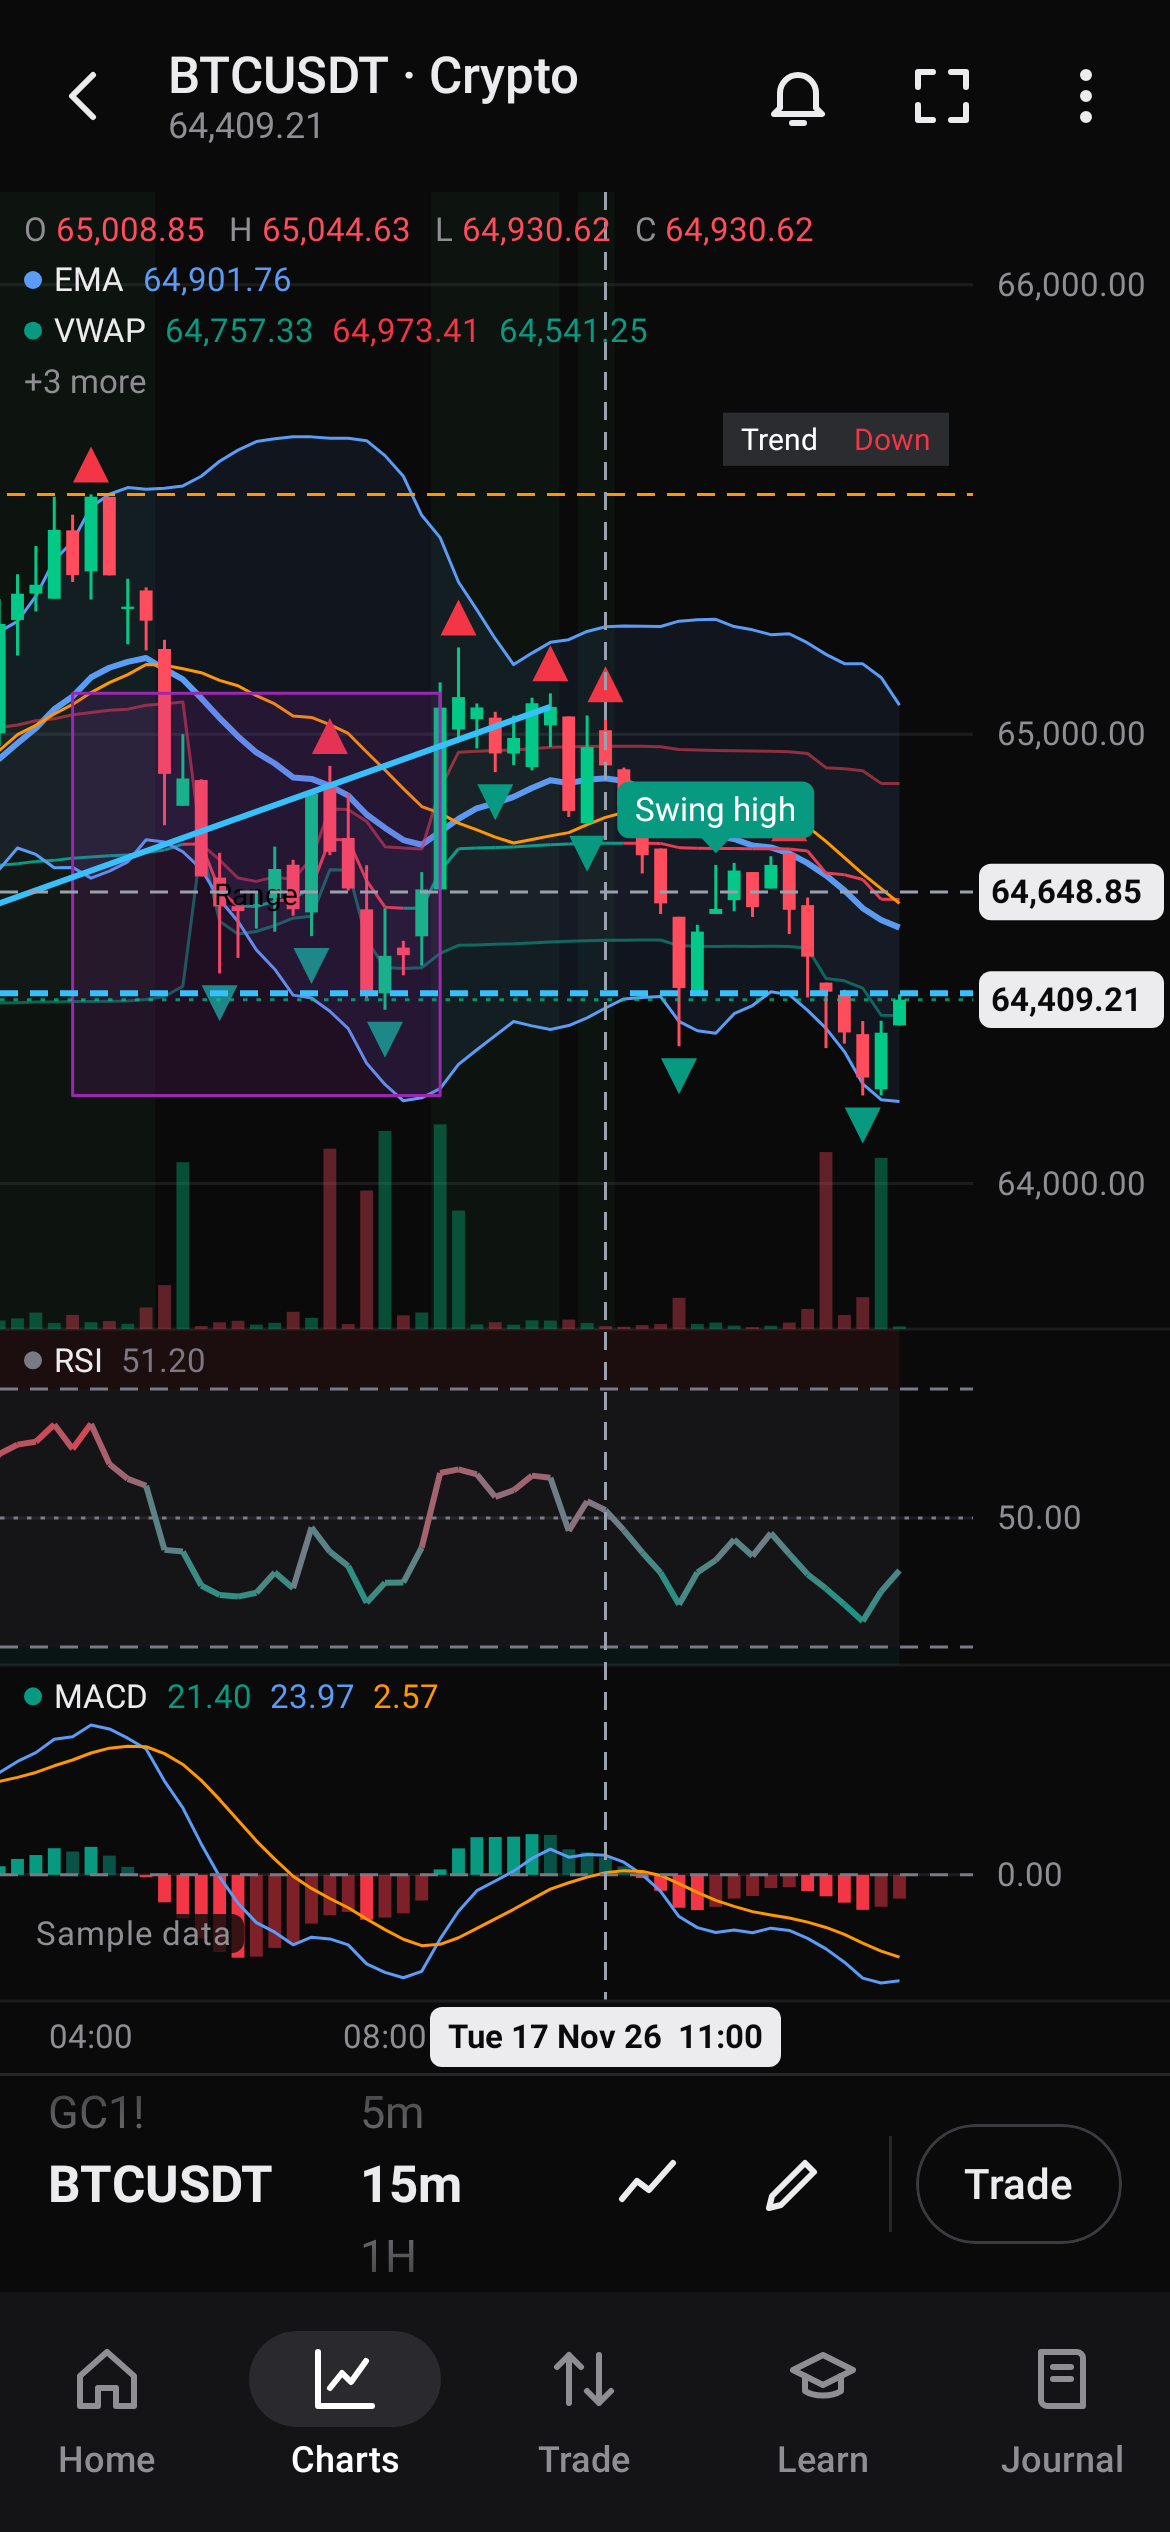 BTCUSDT · Crypto
64,409.21
O 65,008.85 H 65,044.63 L 64,930.62 C 64,930.62
EMA 64,901.76
66,000.00
VWAP 64,757.33 64,973.41 64,541.25
+3 more
Trend Down
65,000.00
Swing high
Range
64,648.85
64,409.21
64,000.00
RSI 51.20
50.00
MACD 21.40 23.97 2.57
0.00
Sample data
04:00 08:00 Tue 17 Nov 26 11:00
GC1! 5m
BTCUSDT 15m Trade
1H
Home Charts Trade Learn Journal